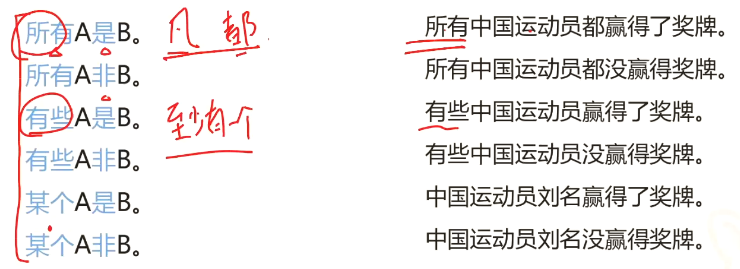 所有A是B。 凡 都 所有中国运动员都赢得了奖牌。
所有A非B。 所有中国运动员都没赢得奖牌。
有些A是B。 至少有一个 有些中国运动员赢得了奖牌。
有些A非B。 有些中国运动员没赢得奖牌。
某个A是B。 中国运动员刘名赢得了奖牌。
某个A非B。 中国运动员刘名没赢得奖牌。